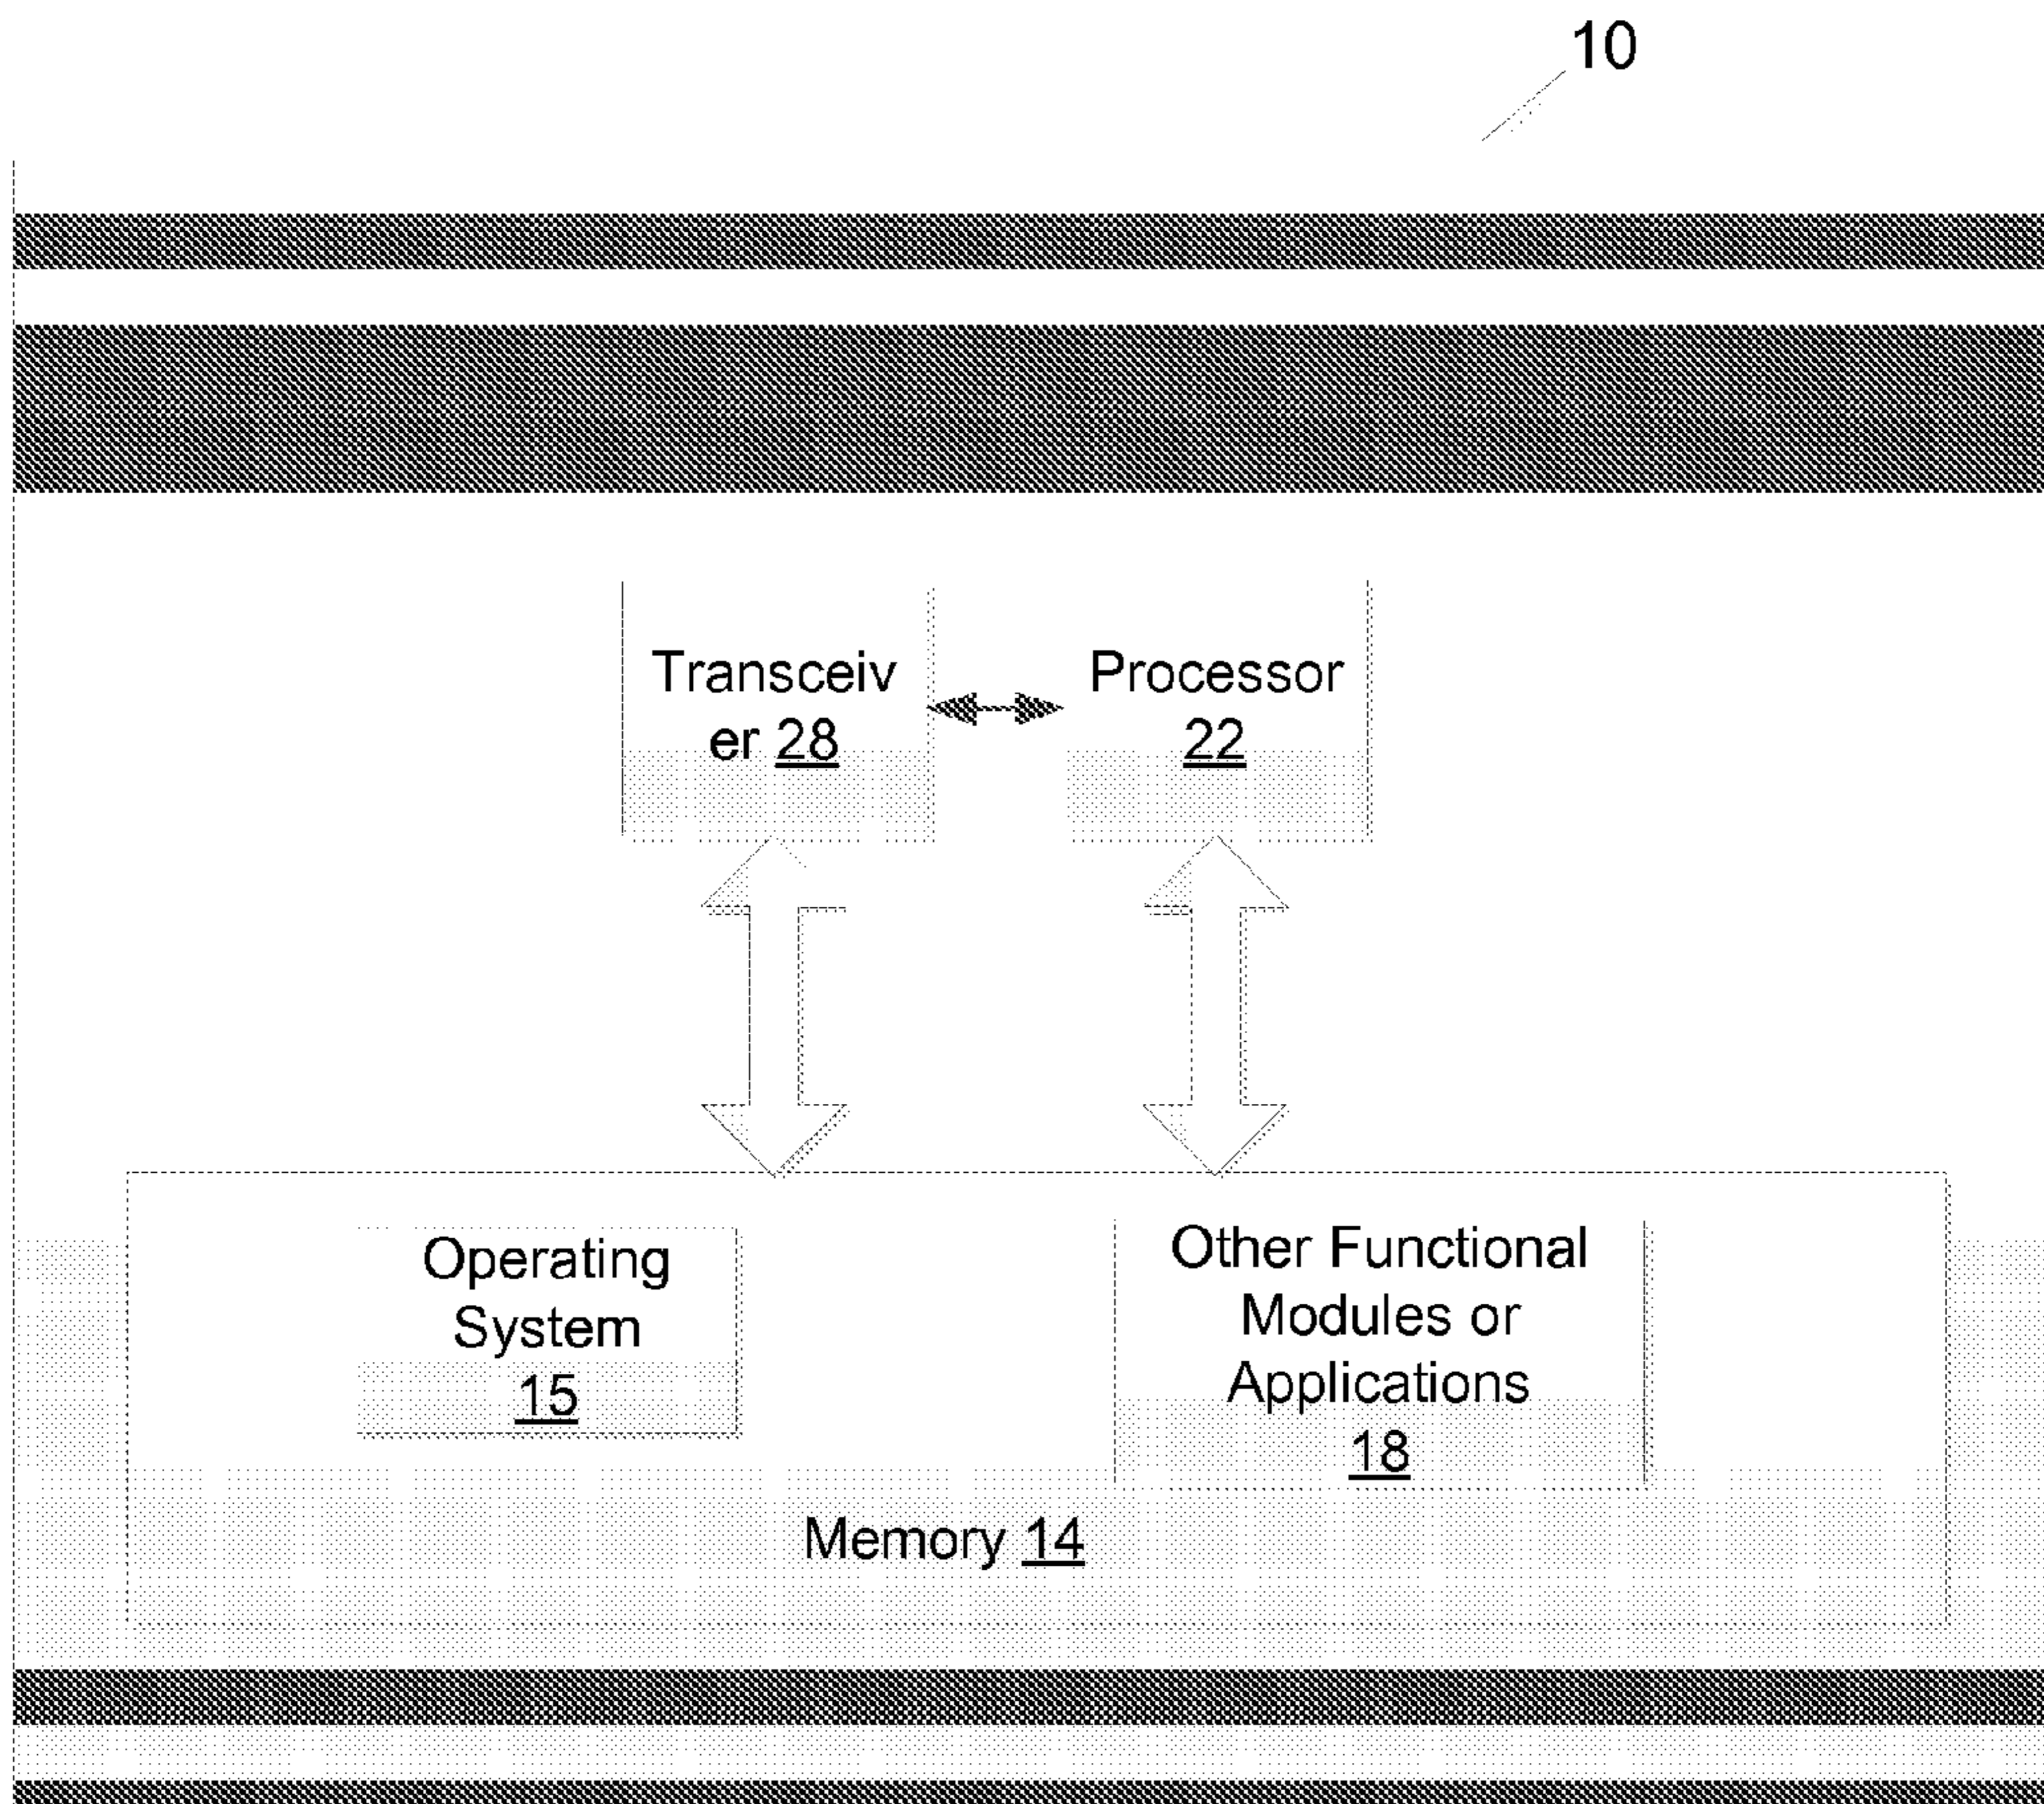 10
Transceiv
er 28
Processor
22
Operating
System
15
Other Functional
Modules or
Applications
18
Memory 14